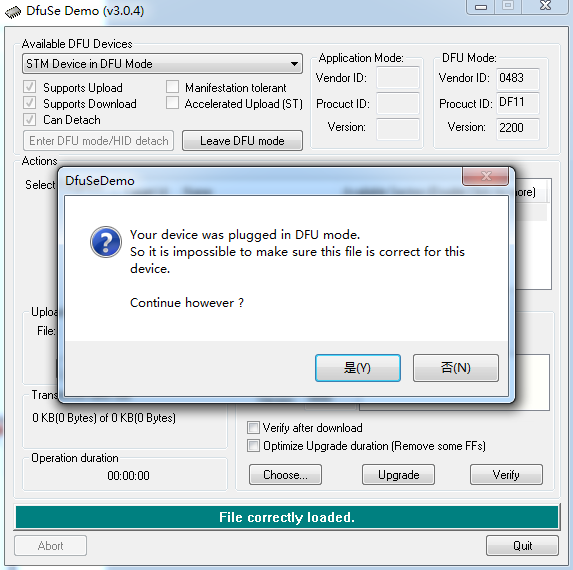 DfuSe Demo (v3.0.4)
Available DFU Devices
STM Device in DFU Mode
Supports Upload
Manifestation tolerant
Supports Download
Accelerated Upload (ST)
Can Detach
Enter DFU mode/HID detach
Leave DFU mode
Application Mode:
Vendor ID:
Procuct ID:
Version:
DFU Mode:
Vendor ID: 0483
Procuct ID: DF11
Version: 2200
Actions
Select
DfuSeDemo
Your device was plugged in DFU mode.
So it is impossible to make sure this file is correct for this
device.
Continue however ?
是(Y)
否(N)
File:
0 KB(0 Bytes) of 0 KB(0 Bytes)
Operation duration
00:00:00
Verify after download
Optimize Upgrade duration (Remove some FFs)
Choose...
Upgrade
Verify
File correctly loaded.
Abort
Quit